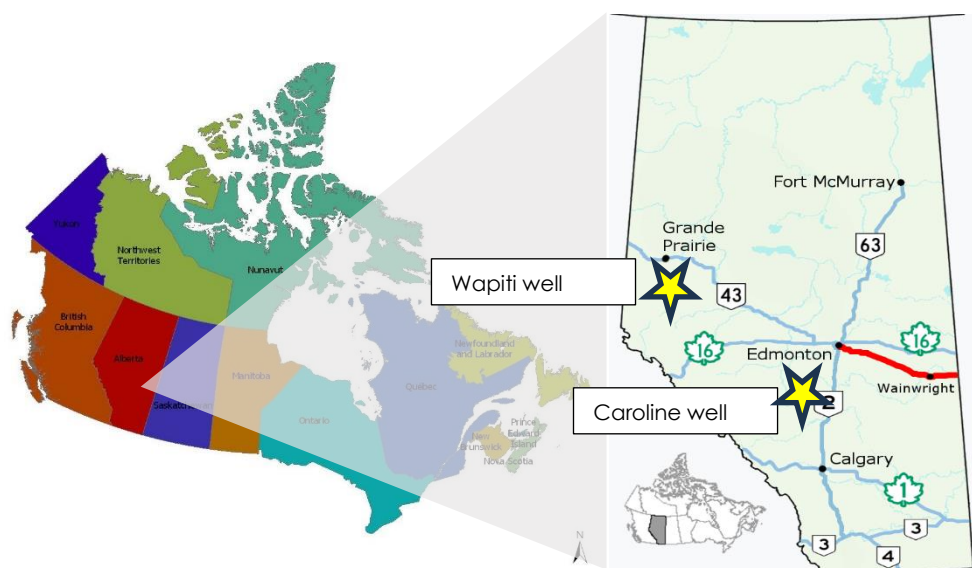 Yukon
Northwest
Territories
Nunavut
British
Columbia
Alberta
Saskatchewan
Manitoba
Ontario
Québec
Newfoundland
and Labrador
New
Brunswick
Prince
Edward
Island
Nova Scotia
N
Wapiti well
Caroline well
Fort McMurray
Grande
Prairie
63
43
16
16
Edmonton
Wainwright
2
Calgary
1
3
3
4